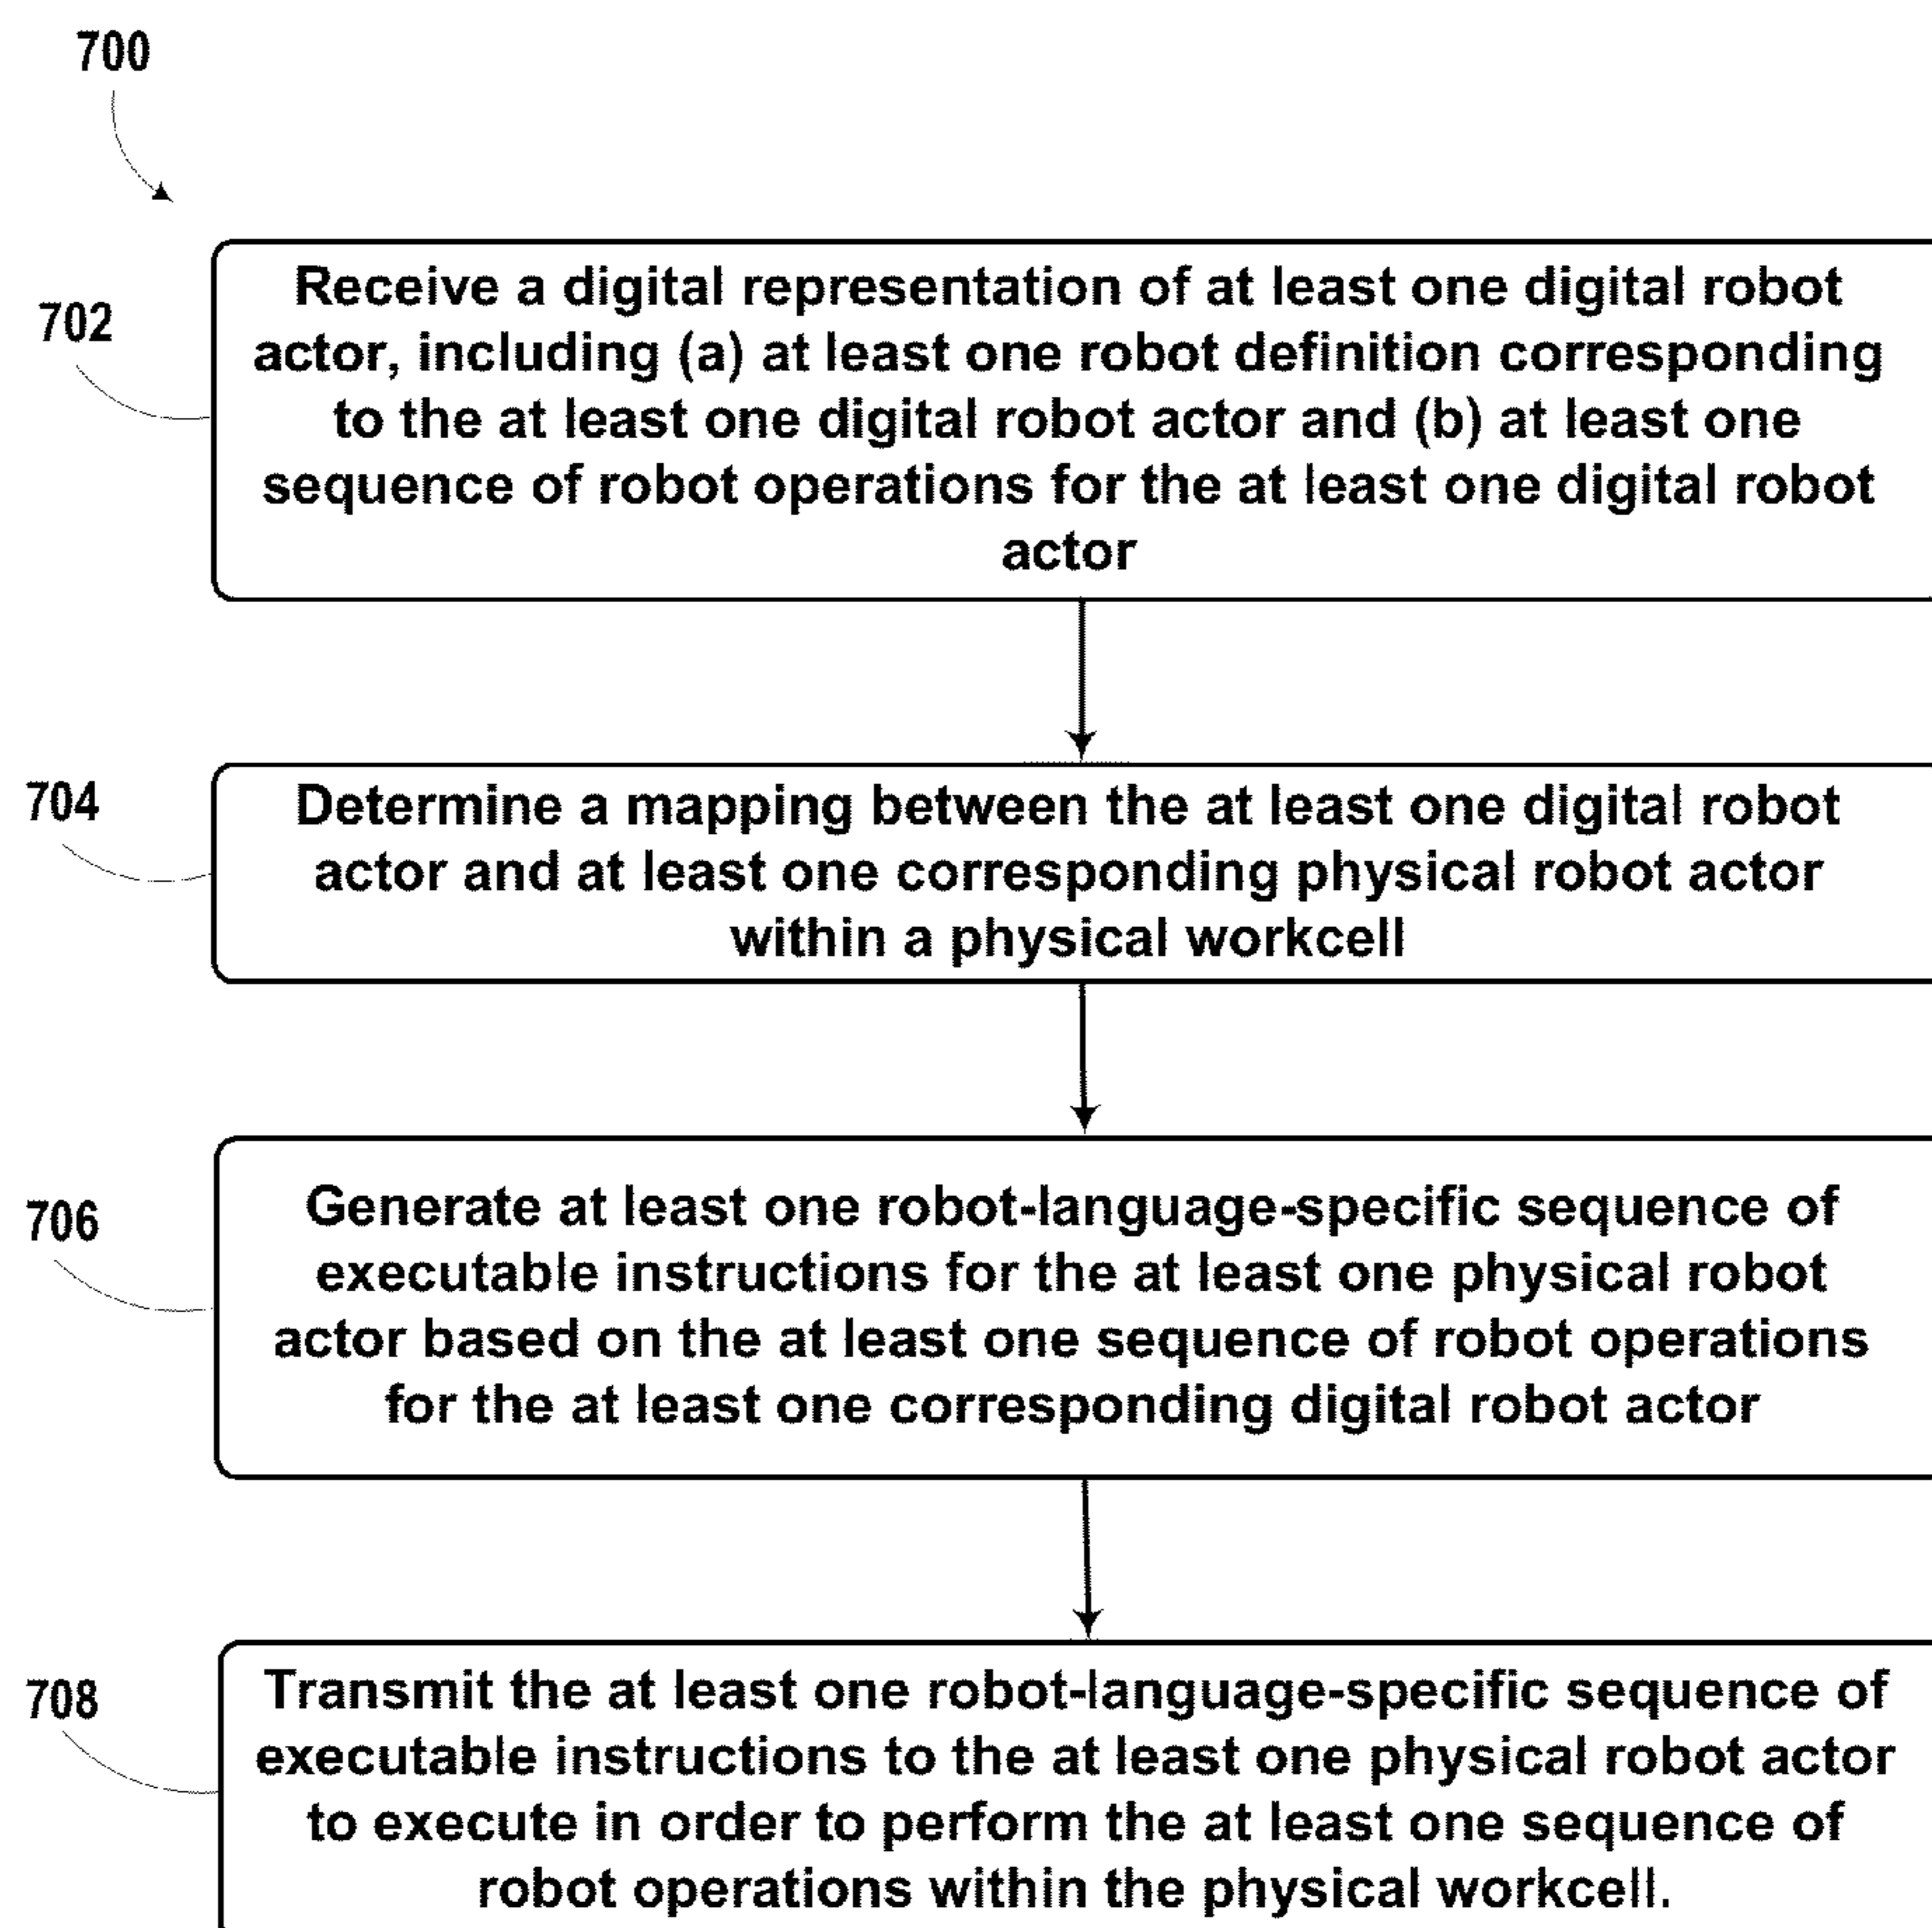 700
702
Receive a digital representation of at least one digital robot
actor, including (a) at least one robot definition corresponding
to the at least one digital robot actor and (b) at least one
sequence of robot operations for the at least one digital robot
actor
704
Determine a mapping between the at least one digital robot
actor and at least one corresponding physical robot actor
within a physical workcell
706
Generate at least one robot-language-specific sequence of
executable instructions for the at least one physical robot
actor based on the at least one sequence of robot operations
for the at least one corresponding digital robot actor
708
Transmit the at least one robot-language-specific sequence of
executable instructions to the at least one physical robot actor
to execute in order to perform the at least one sequence of
robot operations within the physical workcell.